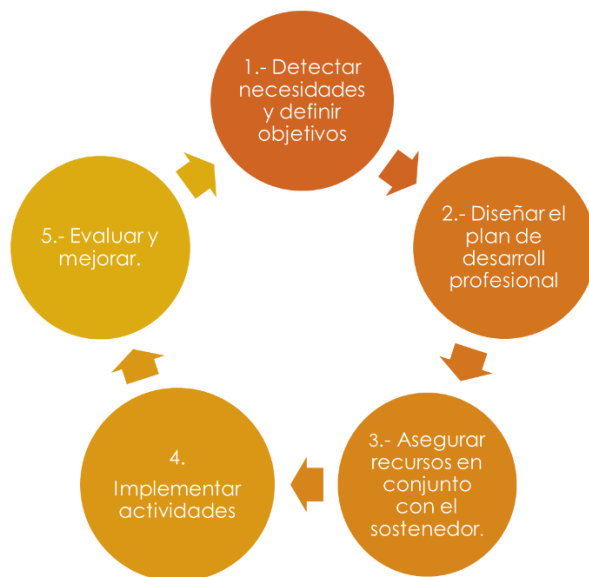 1.- Detectar
necesidades
y definir
objetivos
2.- Diseñar el
plan de
desarroll
profesional
3.- Asegurar
recursos en
conjunto
con el
sostenedor.
4.
Implementar
actividades
5.- Evaluar y
mejorar.